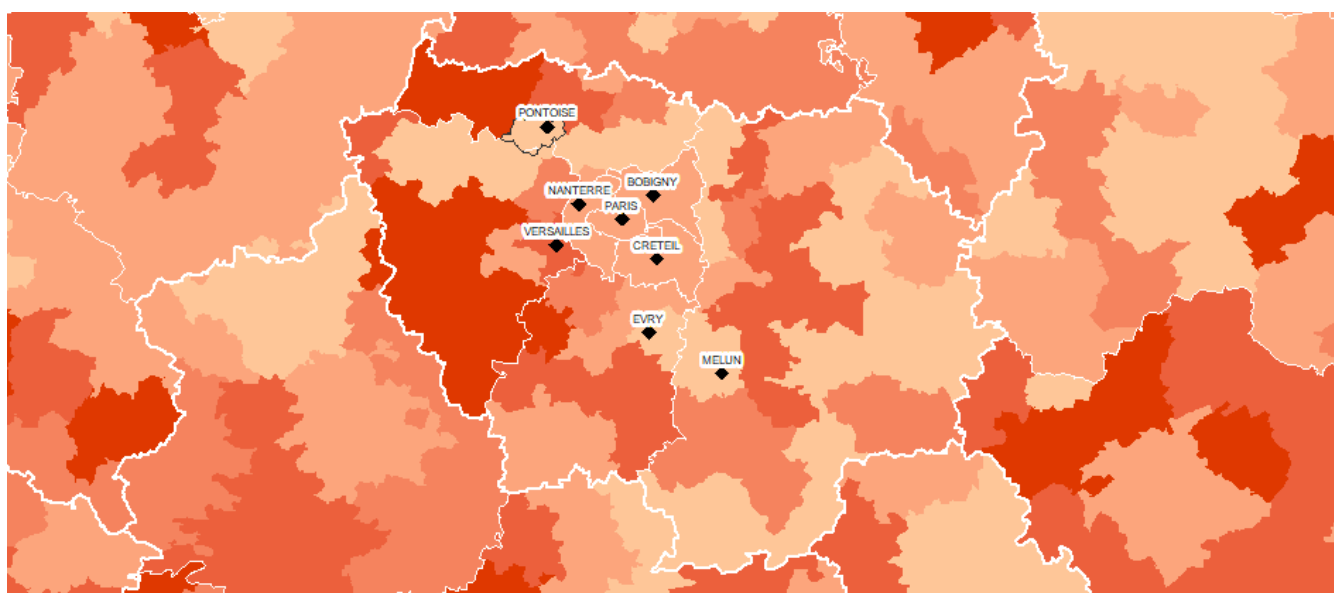 PONTOISE
BOBIGNY
NANTERRE
PARIS
VERSAILLES
CRETEIL
EVRY
MELUN